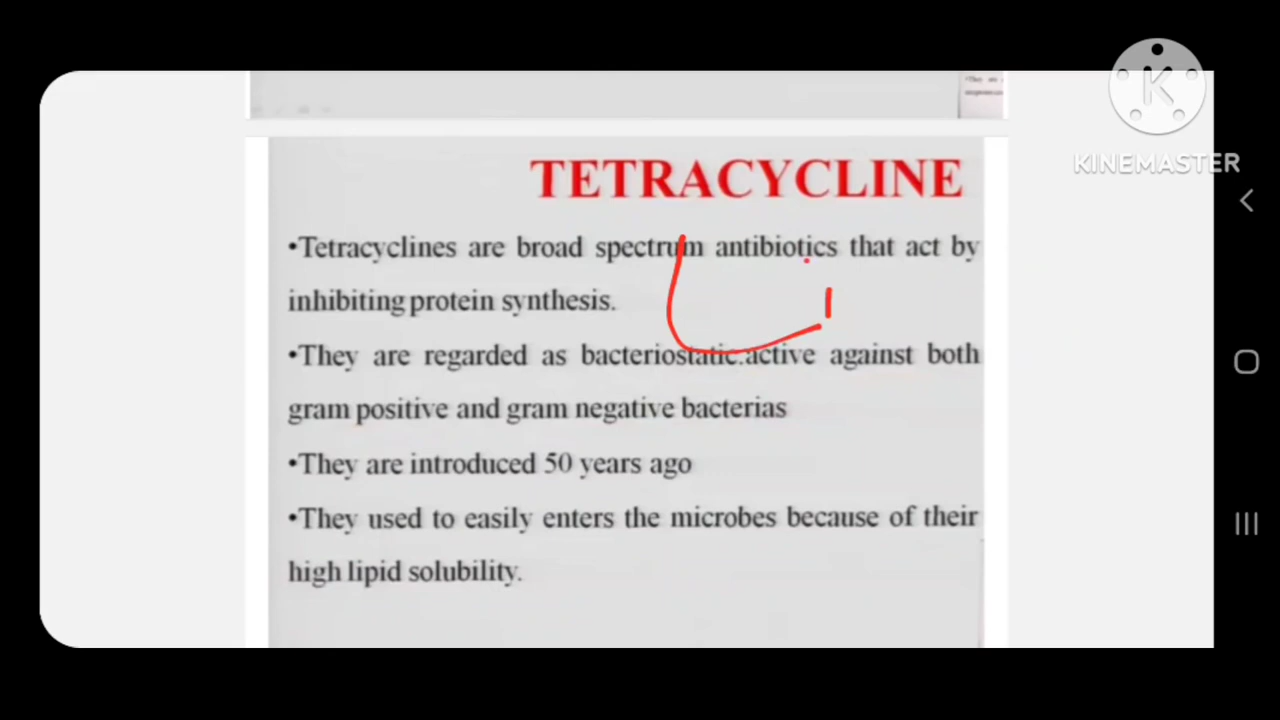 KINEMASTER
TETRACYCLINE
•Tetracyclines are broad spectrum antibiotics that act by
inhibiting protein synthesis.
•They are regarded as bacteriostatic.active against both
gram positive and gram negative bacterias
•They are introduced 50 years ago
•They used to easily enters the microbes because of their
high lipid solubility.